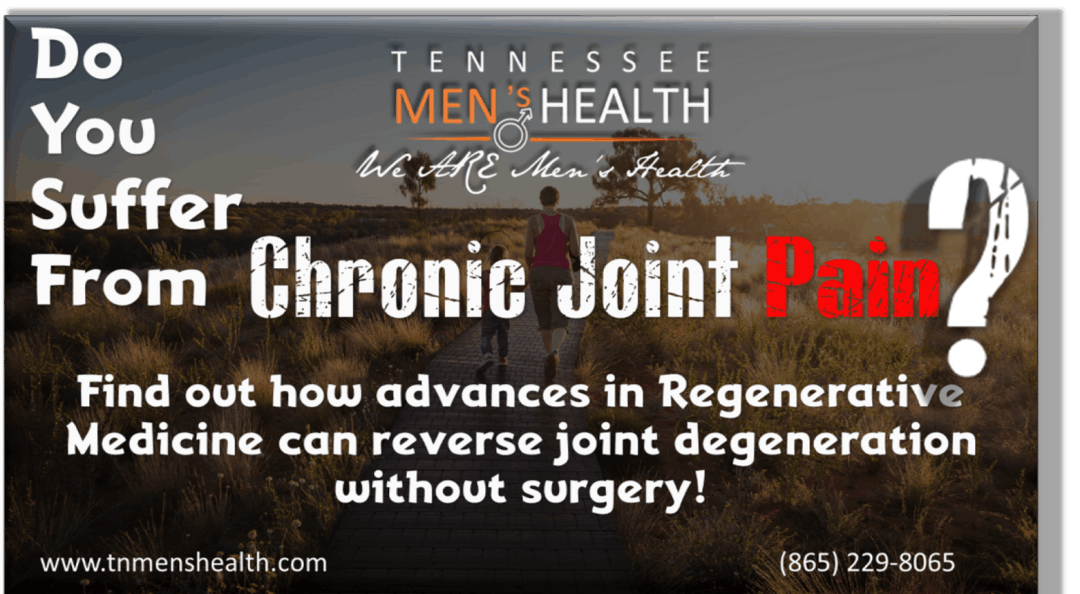 Do
You
Suffer
From
TENNESSEE
MEN'sHEALTH
We ARE Men's Health
Chronic Joint Pain?
Find out how advances in Regenerative
Medicine can reverse joint degeneration
without surgery!
www.tnmenshealth.com
(865) 229-8065